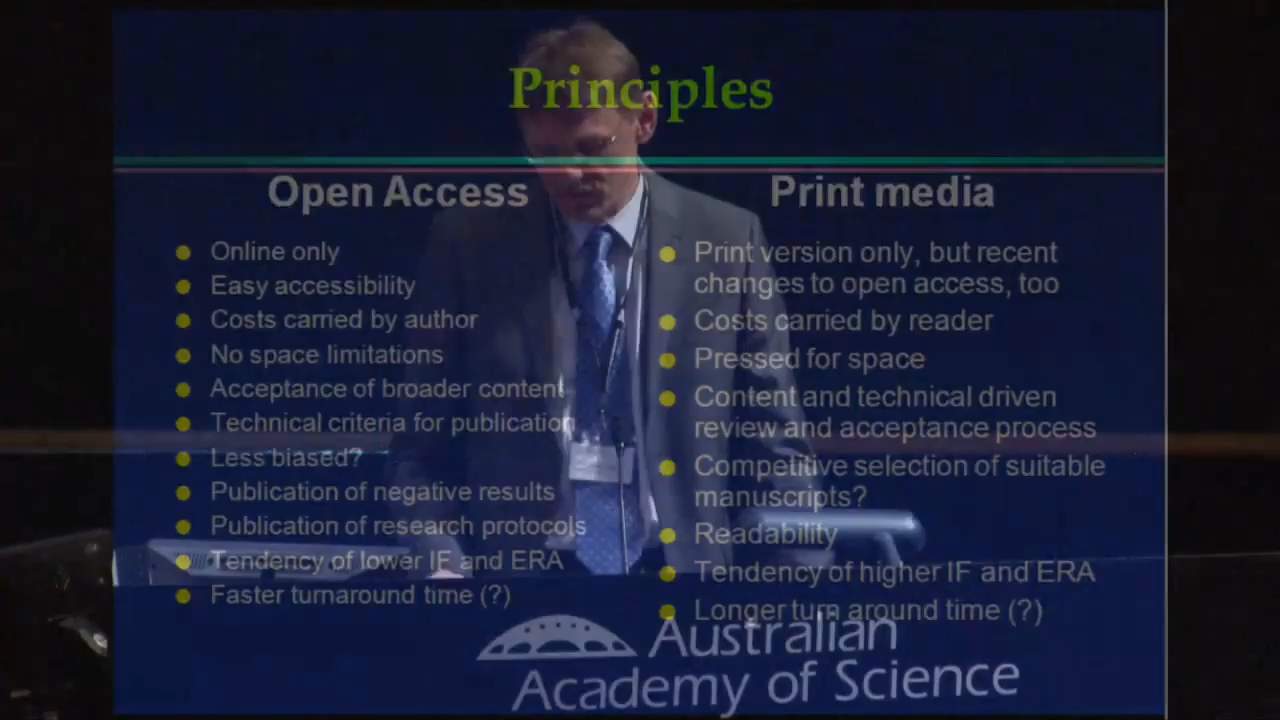 Principles
Open Access
Online only
Easy accessibility
Costs carried by author
No space limitations
Acceptance of broader content
Technical criteria for publication
Less biased?
Publication of negative results
Publication of research protocols
Tendency of lower IF and ERA
Faster turnaround time (?)
Print media
Print version only, but recent
changes to open access, too
Costs carried by reader
Pressed for space
Content and technical driven
review and acceptance process
Competitive selection of suitable
manuscripts?
Readability
Tendency of higher IF and ERA
Longer turn around time (?)
Australian
Academy of Science